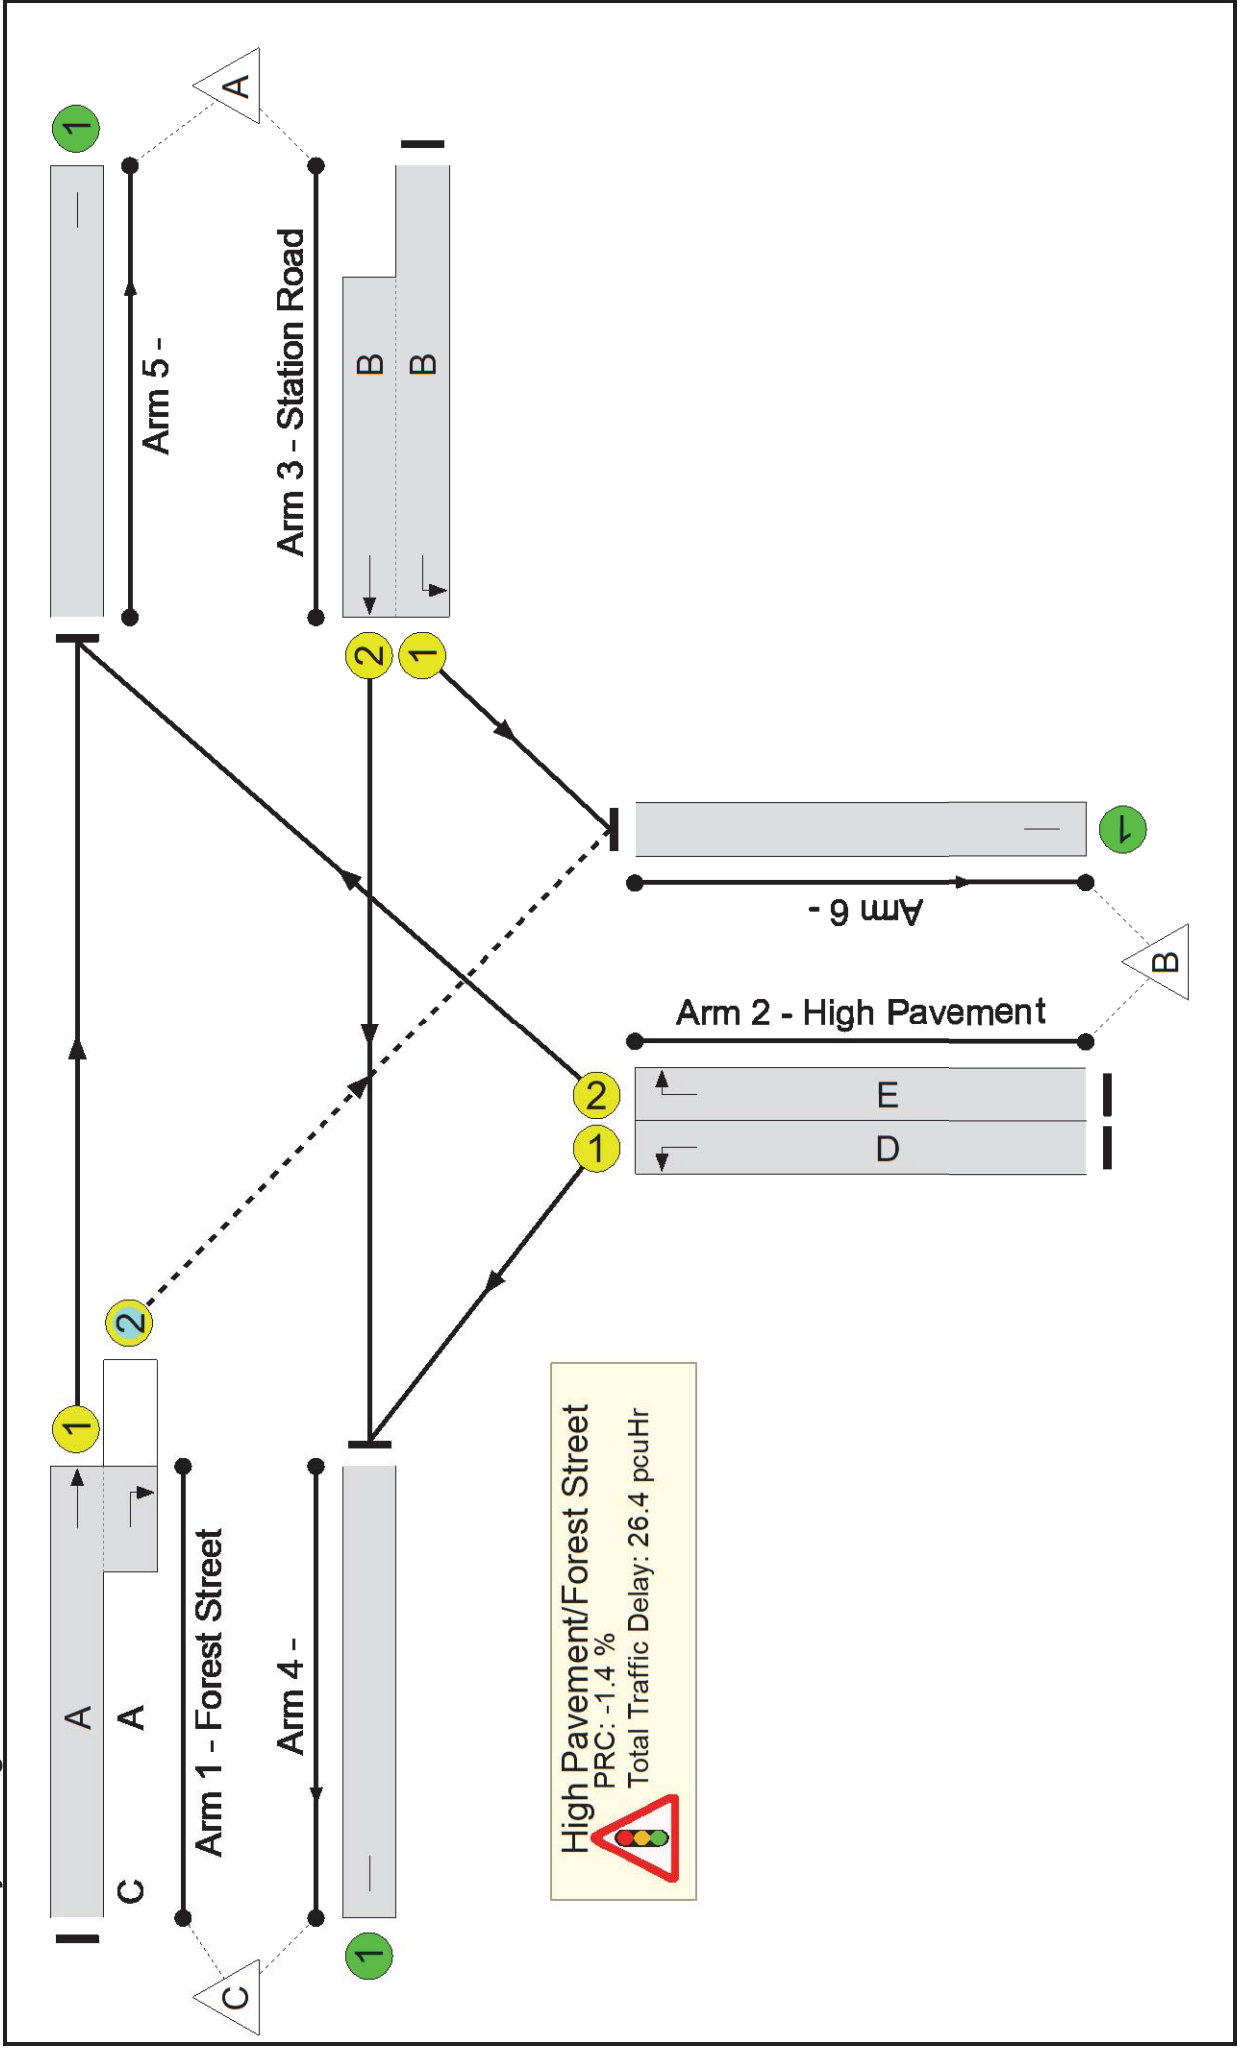 A
1
1
C
A
2
Arm 5 -
Arm 1 - Forest Street
C
A
Arm 4 -
Arm 3 - Station Road
1
2
B
1
B
High Pavement/Forest Street
PRC: -1.4 %
Total Traffic Delay: 26.4 pcuHr
1
2
D
E
Arm 2 - High Pavement
Arm 6 -
1
B